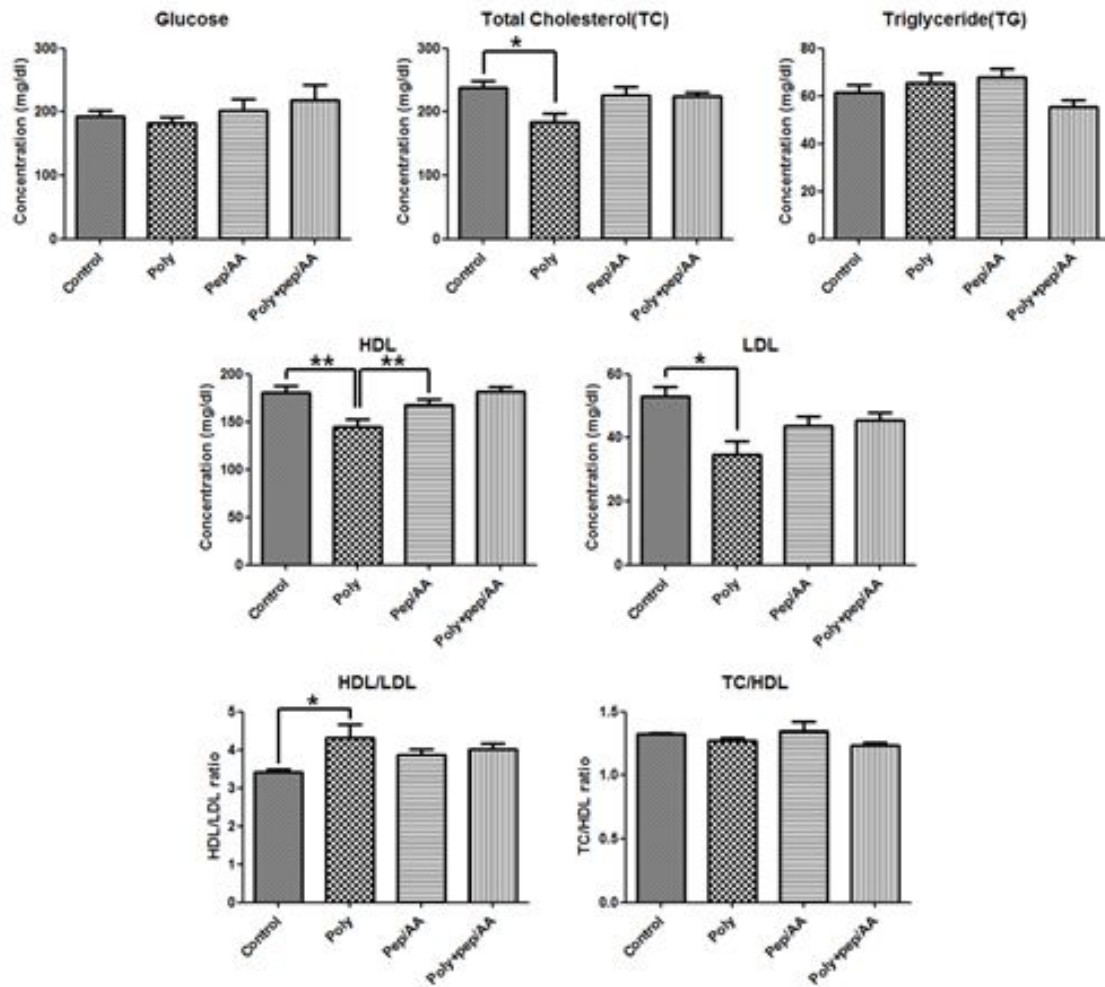 Glucose
Concentration (mg/dl)
300
200
100
0
Control
Poly
Pep/AA
Poly+pep/AA
Total Cholesterol(TC)
Concentration (mg/dl)
300
200
100
0
*
Control
Poly
Pep/AA
Poly+pep/AA
Triglyceride(TG)
Concentration (mg/dl)
80
60
40
20
0
Control
Poly
Pep/AA
Poly+pep/AA
HDL
Concentration (mg/dl)
200
150
100
50
0
**
**
Control
Poly
Pep/AA
Poly+pep/AA
LDL
Concentration (mg/dl)
60
40
20
0
*
Control
Poly
Pep/AA
Poly+pep/AA
HDL/LDL
HDL/LDL ratio
5
4
3
2
1
0
*
Control
Poly
Pep/AA
Poly+pep/AA
TC/HDL
TC/HDL ratio
1.5
1.0
0.5
0.0
Control
Poly
Pep/AA
Poly+pep/AA